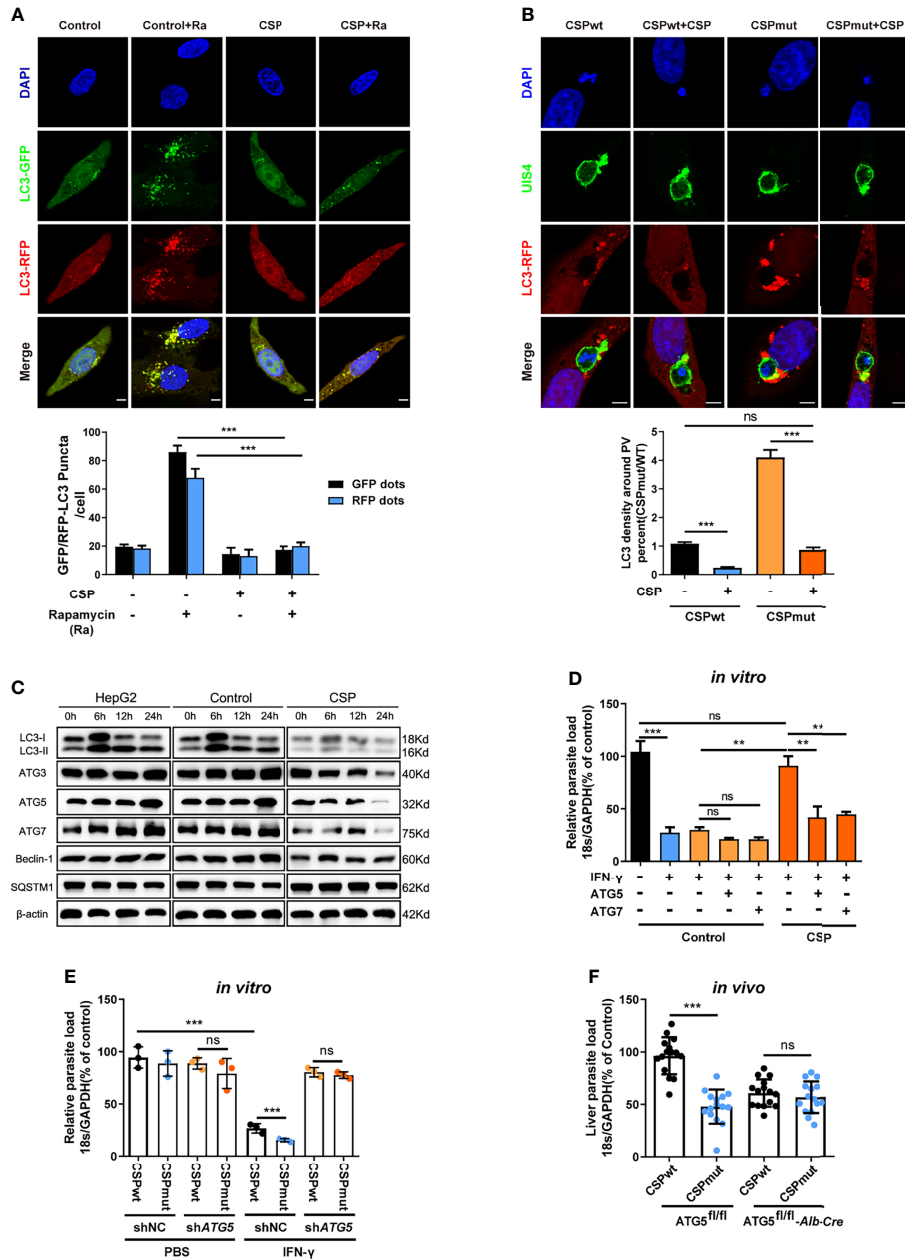 A
Control Control+Ra CSP CSP+Ra
DAPI
LC3-GFP
LC3-RFP
Merge
GFP/RFP-LC3 Puncta
/cell
100
80
60
40
20
0
***
***
GFP dots
RFP dots
CSP - - + +
Rapamycin - + - +
(Ra)
B
CSPwt CSPwt+CSP CSPmut CSPmut+CSP
DAPI
UIS4
LC3-RFP
Merge
LC3 density around PV
percent(CSPmut/WT)
5
4
3
2
1
0
ns
***
***
CSP - + - +
CSPwt CSPmut
C
HepG2 Control CSP
0h 6h 12h 24h 0h 6h 12h 24h 0h 6h 12h 24h
LC3-I 18Kd
LC3-II 16Kd
ATG3 40Kd
ATG5 32Kd
ATG7 75Kd
Beclin-1 60Kd
SQSTM1 62Kd
β-actin 42Kd
D
in vitro
Relative parasite load
18s/GAPDH(% of control)
150
100
50
0
ns
***
**
**
**
ns
ns
IFN-γ - + + + + + + +
ATG5 - - - + - - + -
ATG7 - - - - + - - +
Control CSP
E
in vitro
Relative parasite load
18s/GAPDH(% of control)
150
100
50
0
***
ns
***
ns
CSPwt CSPmut CSPwt CSPmut CSPwt CSPmut CSPwt CSPmut
shNC shATG5 shNC shATG5
PBS IFN-γ
F
in vivo
Liver parasite load
18s/GAPDH(% of Control)
150
100
50
0
***
ns
CSPwt CSPmut CSPwt CSPmut
ATG5fl/fl ATG5fl/fl-Alb-Cre